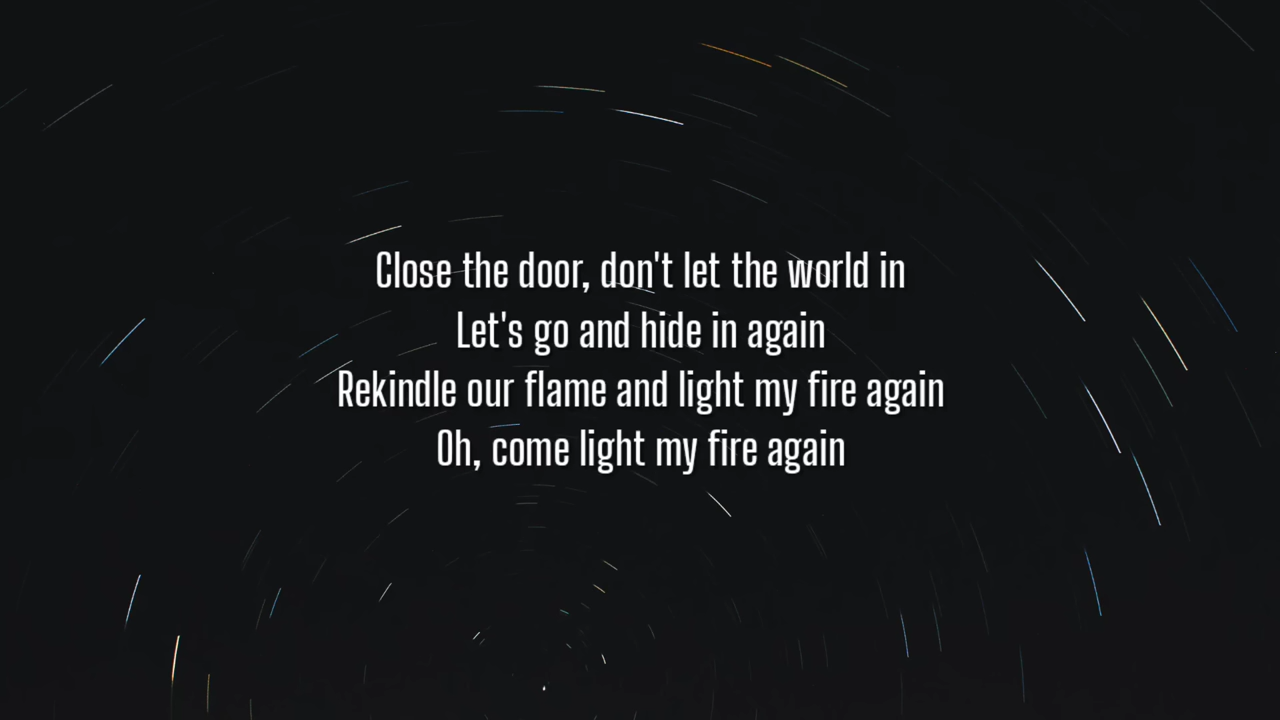 Close the door, don't let the world in
Let's go and hide in again
Rekindle our flame and light my fire again
Oh, come light my fire again